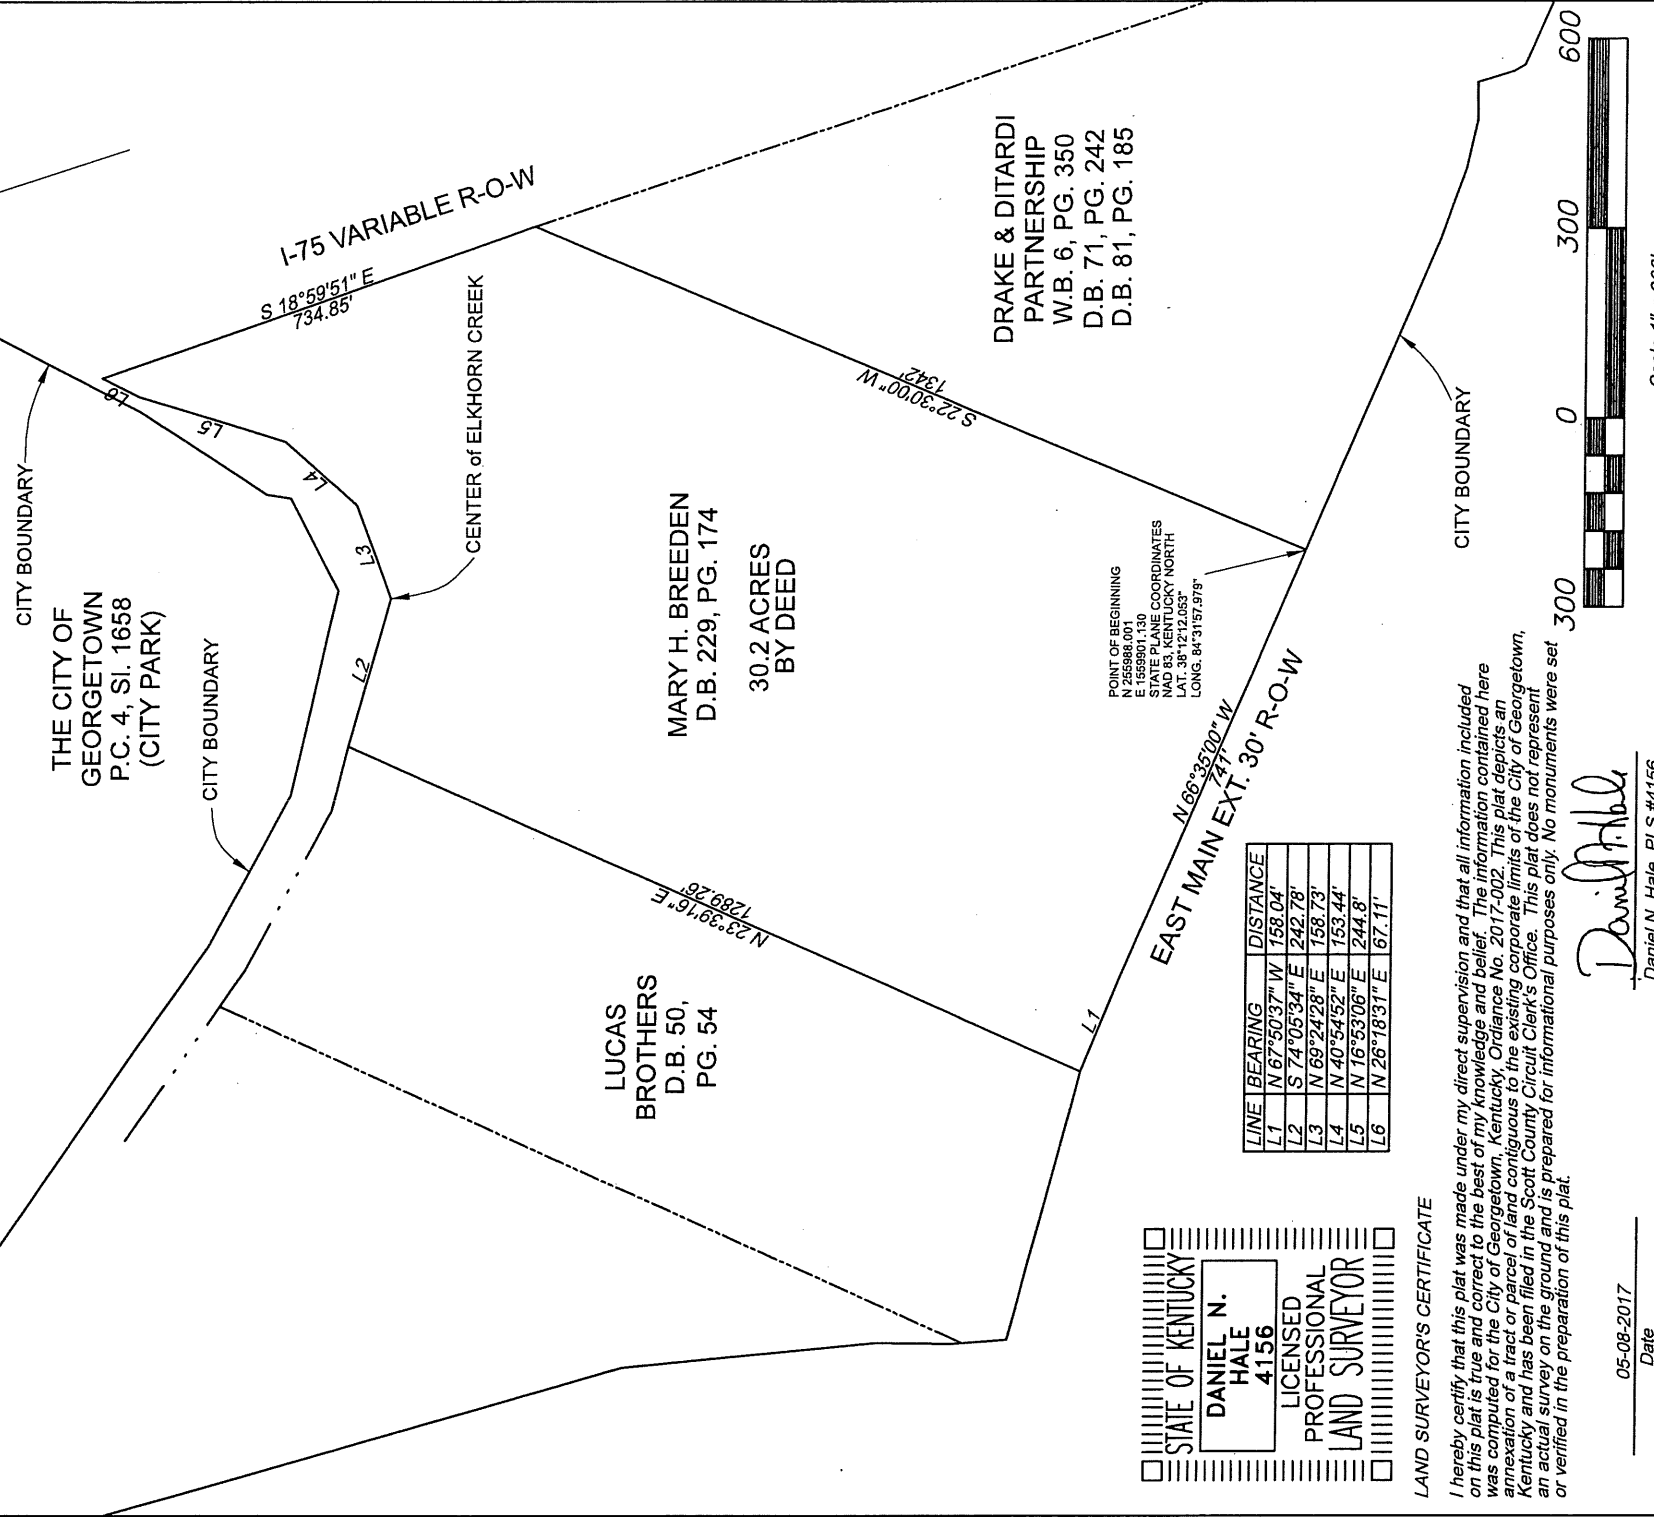 CITY BOUNDARY
THE CITY OF
GEORGETOWN
P.C. 4, Sl. 1658
(CITY PARK)
CITY BOUNDARY
I-75 VARIABLE R-O-W
S 18°59'51" E
734.85'
L6
L5
L4
L3
L2
CENTER of ELKHORN CREEK
MARY H. BREEDEN
D.B. 229, PG. 174
30.2 ACRES
BY DEED
S 22°30'00" W
1342'
DRAKE & DITARDI
PARTNERSHIP
W.B. 6, PG. 350
D.B. 71, PG. 242
D.B. 81, PG. 185
N 23°39'16" E
1289.26'
LUCAS
BROTHERS
D.B. 50,
PG. 54
POINT OF BEGINNING
N 255988.001
E 1559901.130
STATE PLANE COORDINATES
NAD 83, KENTUCKY NORTH
LAT. 38°12'12.053"
LONG. 84°31'57.979"
N 66°35'00" W
741'
EAST MAIN EXT. 30' R-O-W
L1
CITY BOUNDARY
LINE BEARING DISTANCE
L1 N 67°50'37" W 158.04'
L2 S 74°05'34" E 242.78'
L3 N 69°24'28" E 158.73'
L4 N 40°54'52" E 153.44'
L5 N 16°53'06" E 244.8'
L6 N 26°18'31" E 67.11'
STATE OF KENTUCKY
DANIEL N.
HALE
4156
LICENSED
PROFESSIONAL
LAND SURVEYOR
LAND SURVEYOR'S CERTIFICATE
I hereby certify that this plat was made under my direct supervision and that all information included
on this plat is true and correct to the best of my knowledge and belief. The information contained here
was computed for the City of Georgetown, Kentucky, Ordiance No. 2017-002. This plat depicts an
annexation of a tract or parcel of land contiguous to the existing corporate limits of the City of Georgetown,
Kentucky and has been filed in the Scott County Circuit Clerk's Office. This plat does not represent
an actual survey on the ground and is prepared for informational purposes only. No monuments were set
or verified in the preparation of this plat.
300 0 300 600
05-08-2017
Date
Daniel N. Hale
Daniel N. Hale, PLS #4156